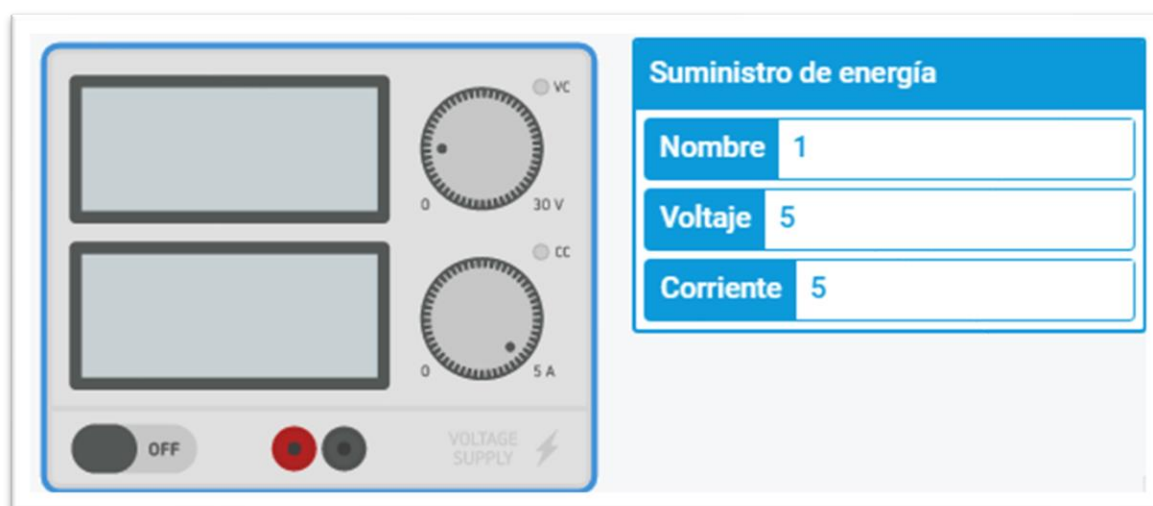 VC
0
30 V
CC
0
5 A
OFF
VOLTAGE
SUPPLY
Suministro de energía
Nombre 1
Voltaje 5
Corriente 5